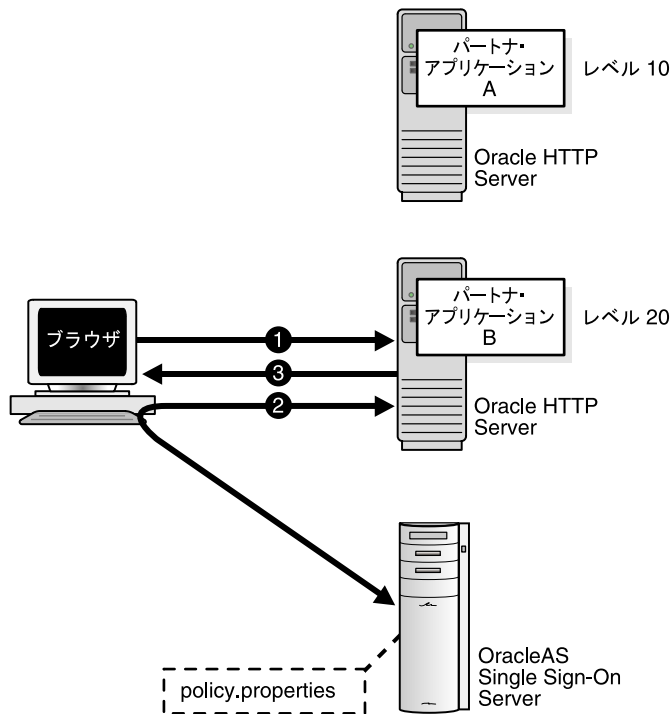 パートナ・
アプリケーション
A
レベル 10
Oracle HTTP
Server
ブラウザ
1
3
2
パートナ・
アプリケーション
B
レベル 20
Oracle HTTP
Server
policy.properties
OracleAS
Single Sign-On
Server